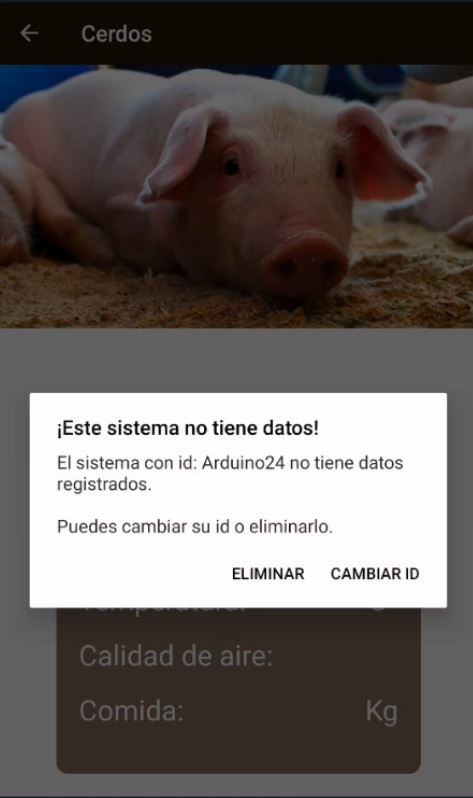 Cerdos
¡Este sistema no tiene datos!
El sistema con id: Arduino24 no tiene datos
registrados.
Puedes cambiar su id o eliminarlo.
ELIMINAR CAMBIAR ID
Temperatura:
Calidad de aire:
Comida: Kg